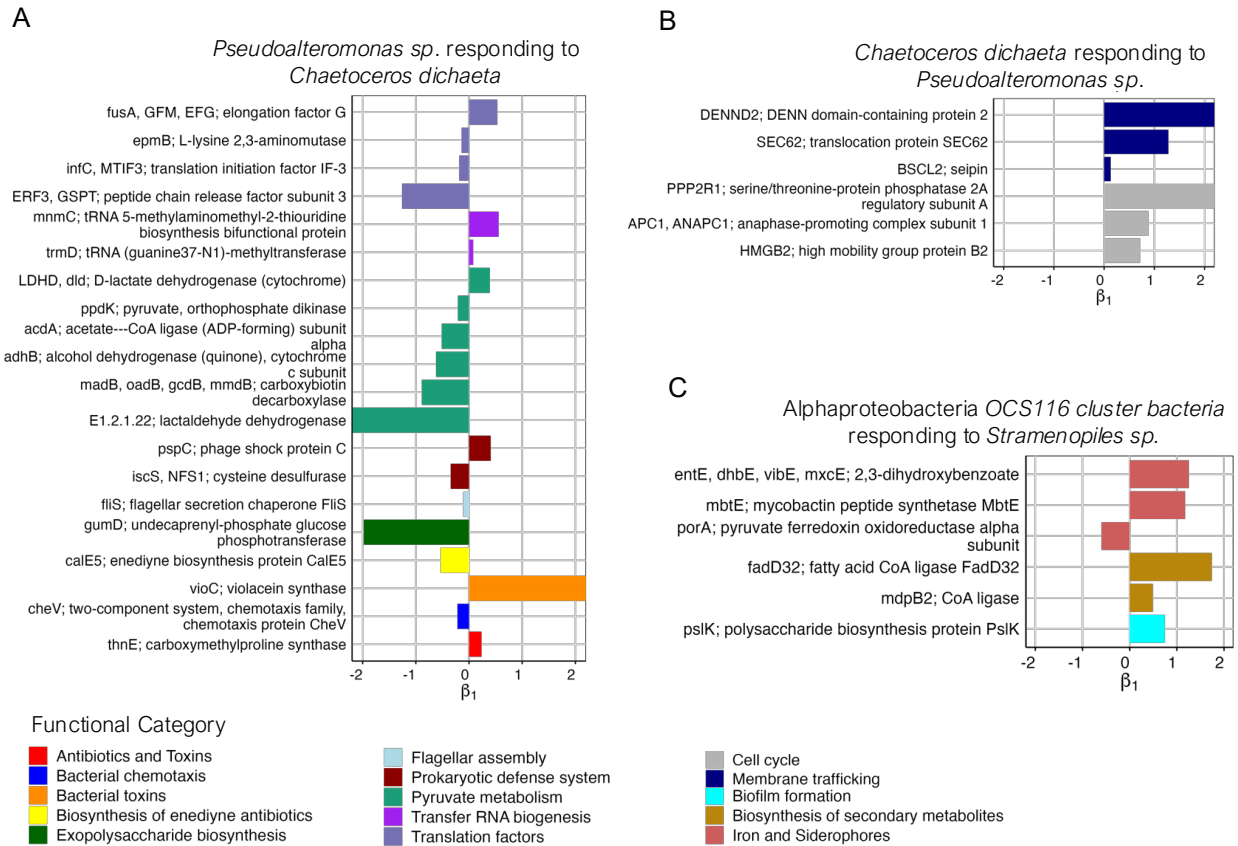 A
Pseudoalteromonas sp. responding to
Chaetoceros dichaeta
fusA, GFM, EFG; elongation factor G
epmB; L-lysine 2,3-aminomutase
infC, MTIF3; translation initiation factor IF-3
ERF3, GSPT; peptide chain release factor subunit 3
mnmC; tRNA 5-methylaminomethyl-2-thiouridine
biosynthesis bifunctional protein
trmD; tRNA (guanine37-N1)-methyltransferase
LDHD, dld; D-lactate dehydrogenase (cytochrome)
ppdK; pyruvate, orthophosphate dikinase
acdA; acetate---CoA ligase (ADP-forming) subunit
alpha
adhB; alcohol dehydrogenase (quinone), cytochrome
c subunit
madB, oadB, gcdB, mmdB; carboxybiotin
decarboxylase
E1.2.1.22; lactaldehyde dehydrogenase
pspC; phage shock protein C
iscS, NFS1; cysteine desulfurase
fliS; flagellar secretion chaperone FliS
gumD; undecaprenyl-phosphate glucose
phosphotransferase
calE5; enediyne biosynthesis protein CalE5
vioC; violacein synthase
cheV; two-component system, chemotaxis family,
chemotaxis protein CheV
thnE; carboxymethylproline synthase
-2 -1 0 1 2
β1
B
Chaetoceros dichaeta responding to
Pseudoalteromonas sp.
DENND2; DENN domain-containing protein 2
SEC62; translocation protein SEC62
BSCL2; seipin
PPP2R1; serine/threonine-protein phosphatase 2A
regulatory subunit A
APC1, ANAPC1; anaphase-promoting complex subunit 1
HMGB2; high mobility group protein B2
-2 -1 0 1 2
β1
C
Alphaproteobacteria OCS116 cluster bacteria
responding to Stramenopiles sp.
entE, dhbE, vibE, mxcE; 2,3-dihydroxybenzoate
mbtE; mycobactin peptide synthetase MbtE
porA; pyruvate ferredoxin oxidoreductase alpha
subunit
fadD32; fatty acid CoA ligase FadD32
mdpB2; CoA ligase
pslK; polysaccharide biosynthesis protein PslK
-2 -1 0 1 2
β1
Functional Category
Antibiotics and Toxins
Bacterial chemotaxis
Bacterial toxins
Biosynthesis of enediyne antibiotics
Exopolysaccharide biosynthesis
Flagellar assembly
Prokaryotic defense system
Pyruvate metabolism
Transfer RNA biogenesis
Translation factors
Cell cycle
Membrane trafficking
Biofilm formation
Biosynthesis of secondary metabolites
Iron and Siderophores